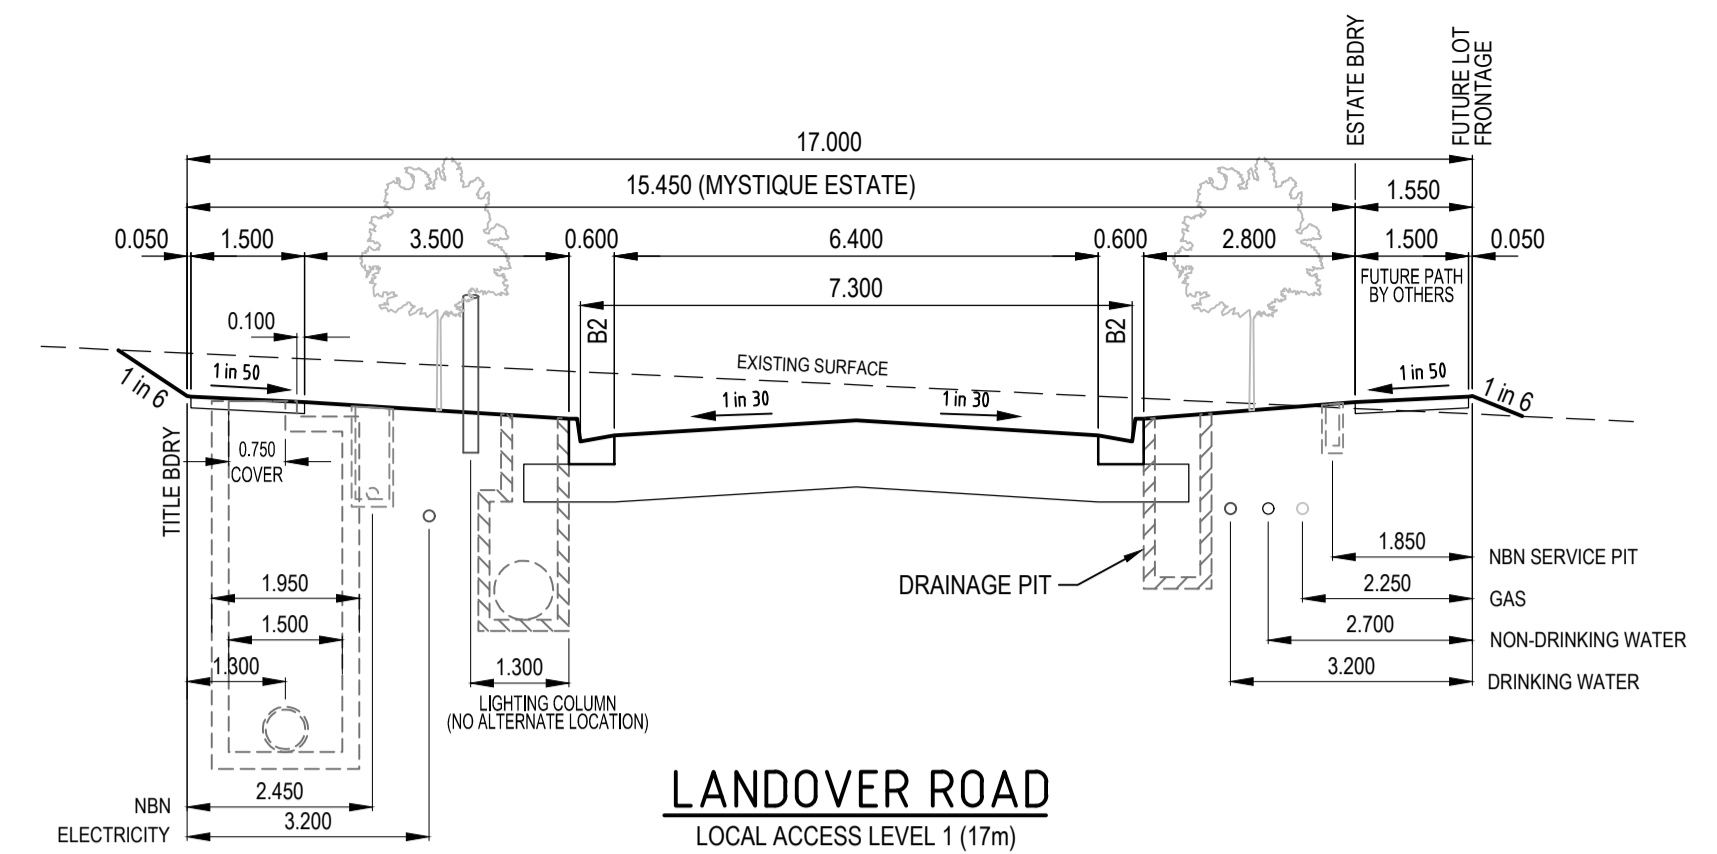 ESTATE BDRY
FUTURE LOT
FRONTAGE
17.000
15.450 (MYSTIQUE ESTATE)
1.550
0.050
1.500
3.500
0.600
6.400
0.600
2.800
1.500
0.050
FUTURE PATH
BY OTHERS
7.300
0.100
B2
B2
EXISTING SURFACE
1 in 6
1 in 50
1 in 30
1 in 30
1 in 50
1 in 6
TITLE BDRY
0.750
COVER
DRAINAGE PIT
1.850
NBN SERVICE PIT
2.250
GAS
2.700
NON-DRINKING WATER
3.200
DRINKING WATER
1.950
1.500
1.300
1.300
LIGHTING COLUMN
(NO ALTERNATE LOCATION)
2.450
NBN
3.200
ELECTRICITY
LANDOVER ROAD
LOCAL ACCESS LEVEL 1 (17m)